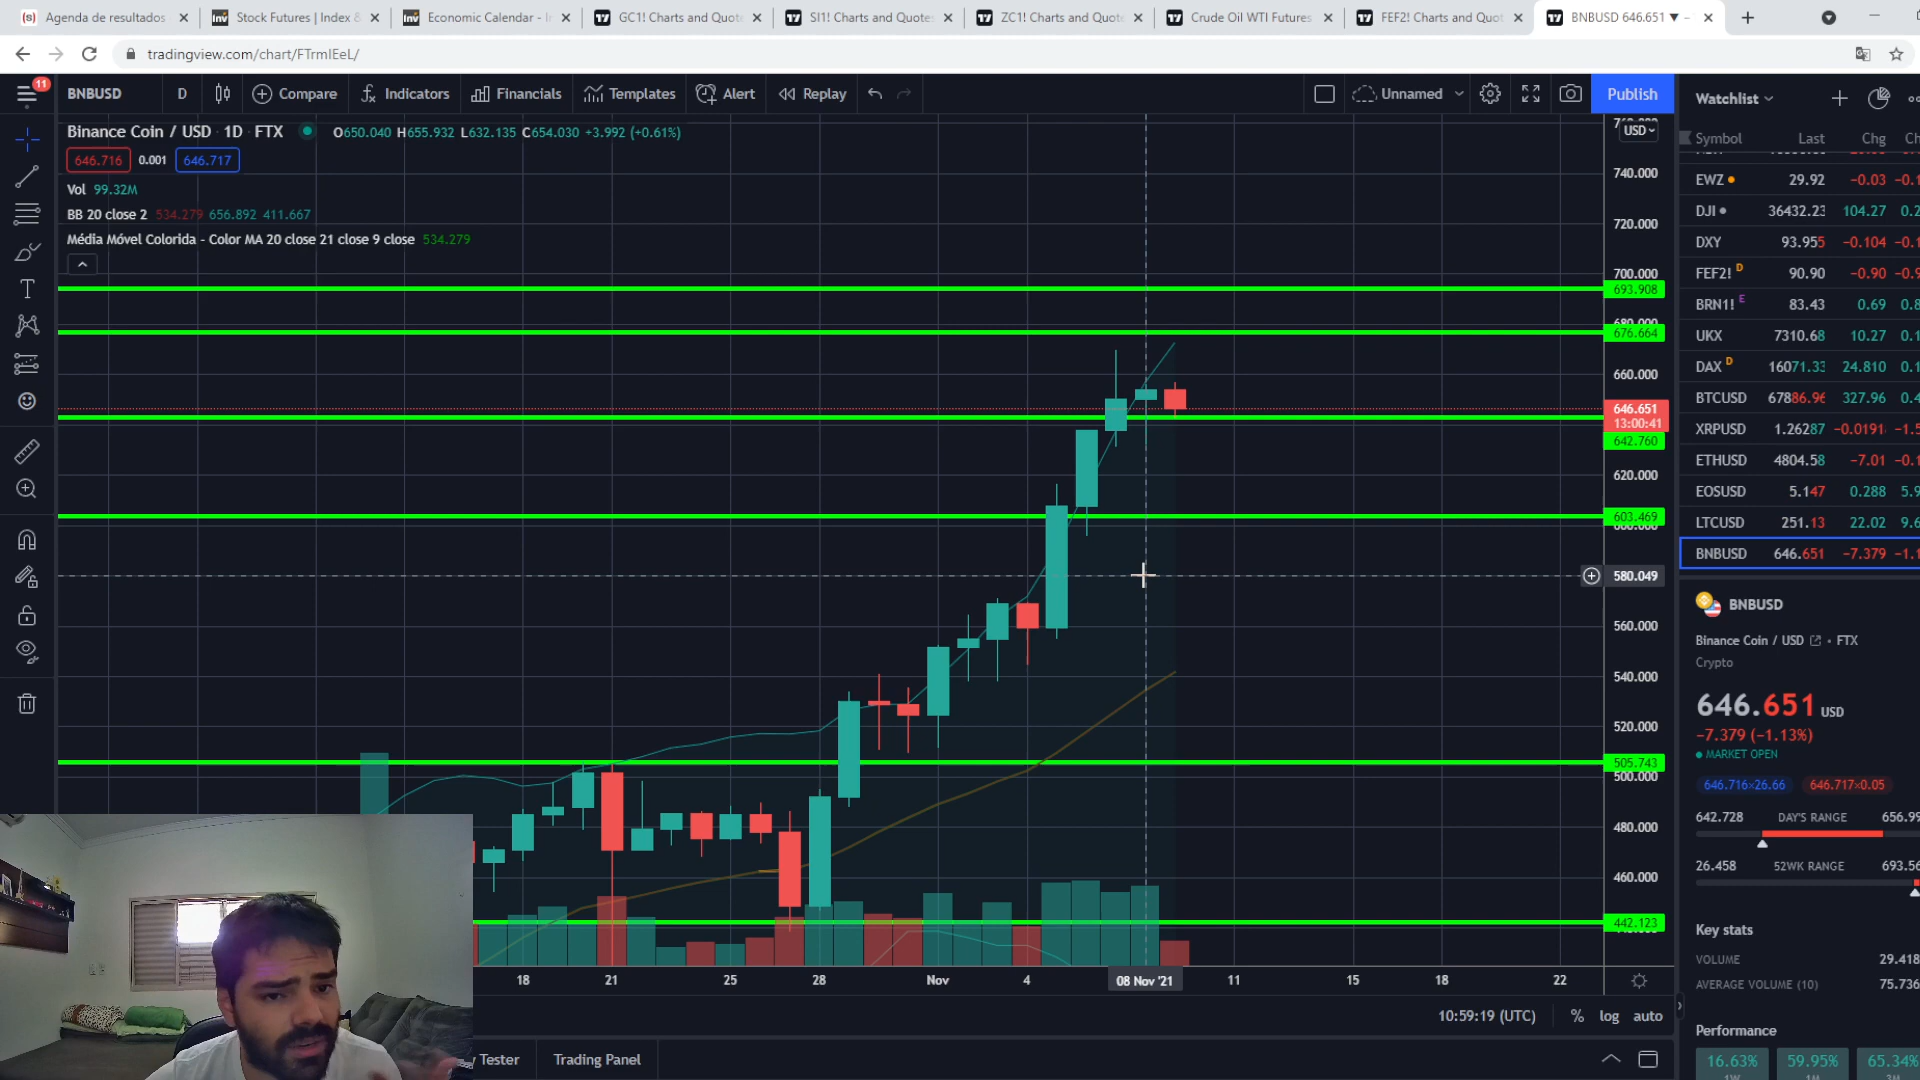 Agenda de resultados
Stock Futures | Index &
Economic Calendar - In
GC1! Charts and Quote
SI1! Charts and Quotes
ZC1! Charts and Quote
Crude Oil WTI Futures
FEF2! Charts and Quot
BNBUSD 646.651 ▼ −
tradingview.com/chart/FTrmIEeL/
11
BNBUSD
D
Compare
Indicators
Financials
Templates
Alert
Replay
Unnamed
Publish
Watchlist
Binance Coin / USD · 1D · FTX
O650.040 H655.932 L632.135 C654.030 +3.992 (+0.61%)
646.716
0.001
646.717
Vol 99.32M
BB 20 close 2 534.279 656.892 411.667
Média Móvel Colorida - Color MA 20 close 21 close 9 close 534.279
USD
740.000
720.000
700.000
693.908
680.000
676.664
660.000
646.651
13:00:41
642.760
620.000
603.469
600.000
580.049
560.000
540.000
520.000
505.743
500.000
480.000
460.000
442.123
18
21
25
28
Nov
4
08 Nov '21
11
15
18
22
10:59:19 (UTC)
%
log
auto
Tester
Trading Panel
Symbol Last Chg Ch
EWZ 29.92 −0.03 −0.1
DJI 36432.23 104.27 0.2
DXY 93.955 −0.104 −0.1
FEF2! D 90.90 −0.90 −0.9
BRN1! E 83.43 0.69 0.8
UKX 7310.68 10.27 0.1
DAX D 16071.33 24.810 0.1
BTCUSD 67886.96 327.96 0.4
XRPUSD 1.26287 −0.0191 −1.5
ETHUSD 4804.58 −7.01 −0.1
EOSUSD 5.147 0.288 5.9
LTCUSD 251.13 22.02 9.6
BNBUSD 646.651 −7.379 −1.1
BNBUSD
Binance Coin / USD • FTX
Crypto
646.651 USD
−7.379 (−1.13%)
MARKET OPEN
646.716×26.66
646.717×0.05
642.728 DAY'S RANGE 656.99
26.458 52WK RANGE 693.56
Key stats
VOLUME 29.418
AVERAGE VOLUME (10) 75.736
Performance
16.63%
59.95%
65.34%
1W
1M